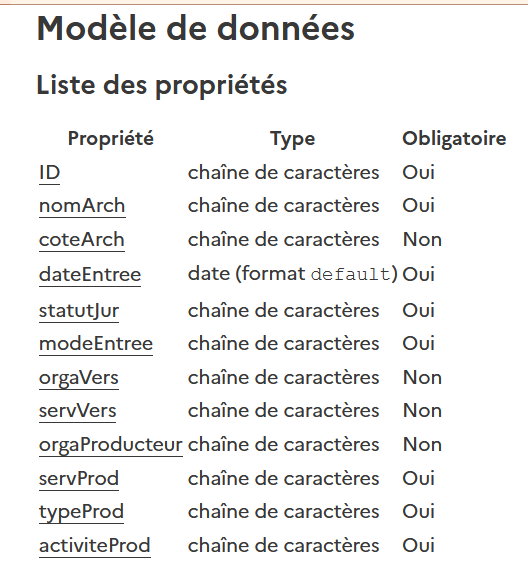 Modèle de données
Liste des propriétés
Propriété Type Obligatoire
ID chaîne de caractères Oui
nomArch chaîne de caractères Oui
coteArch chaîne de caractères Non
dateEntree date (format default) Oui
statutJur chaîne de caractères Oui
modeEntree chaîne de caractères Oui
orgaVers chaîne de caractères Non
servVers chaîne de caractères Non
orgaProducteur chaîne de caractères Non
servProd chaîne de caractères Oui
typeProd chaîne de caractères Oui
activiteProd chaîne de caractères Oui